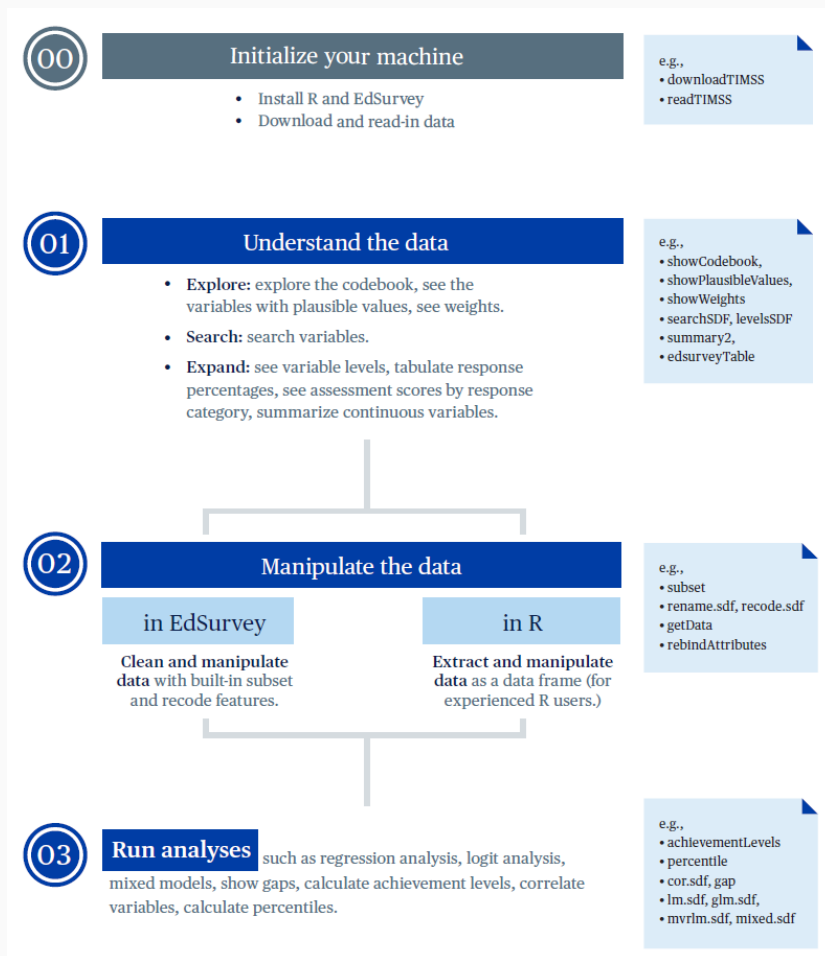 00
Initialize your machine
• Install R and EdSurvey
• Download and read-in data
e.g.,
• downloadTIMSS
• readTIMSS
01
Understand the data
• Explore: explore the codebook, see the
variables with plausible values, see weights.
• Search: search variables.
• Expand: see variable levels, tabulate response
percentages, see assessment scores by response
category, summarize continuous variables.
e.g.,
• showCodebook,
• showPlausibleValues,
• showWeights
• searchSDF, levelsSDF
• summary2,
• edsurveyTable
02
Manipulate the data
in EdSurvey
Clean and manipulate
data with built-in subset
and recode features.
in R
Extract and manipulate
data as a data frame (for
experienced R users.)
e.g.,
• subset
• rename.sdf, recode.sdf
• getData
• rebindAttributes
03
Run analyses such as regression analysis, logit analysis,
mixed models, show gaps, calculate achievement levels, correlate
variables, calculate percentiles.
e.g.,
• achievementLevels
• percentile
• cor.sdf, gap
• lm.sdf, glm.sdf,
• mvrlm.sdf, mixed.sdf